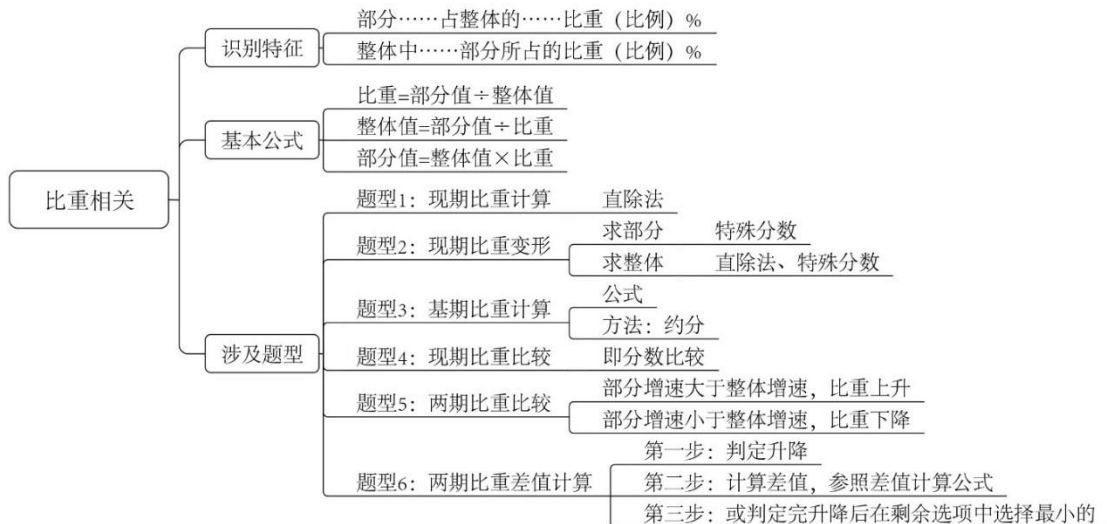 比重相关
识别特征
部分……占整体的……比重（比例）%
整体中……部分所占的比重（比例）%
基本公式
比重=部分值÷整体值
整体值=部分值÷比重
部分值=整体值×比重
涉及题型
题型1：现期比重计算 直除法
题型2：现期比重变形
求部分 特殊分数
求整体 直除法、特殊分数
题型3：基期比重计算
公式
方法：约分
题型4：现期比重比较 即分数比较
题型5：两期比重比较
部分增速大于整体增速，比重上升
部分增速小于整体增速，比重下降
题型6：两期比重差值计算
第一步：判定升降
第二步：计算差值，参照差值计算公式
第三步：或判定完升降后在剩余选项中选择最小的